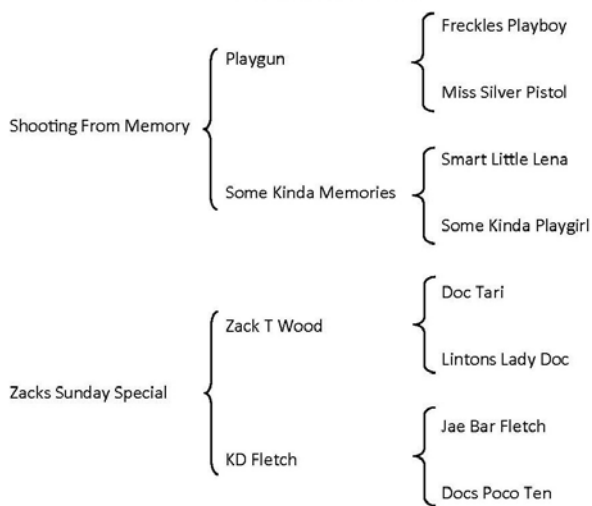 Freckles Playboy
Playgun
Miss Silver Pistol
Shooting From Memory
Smart Little Lena
Some Kinda Memories
Some Kinda Playgirl
Doc Tari
Zack T Wood
Lintons Lady Doc
Zacks Sunday Special
Jae Bar Fletch
KD Fletch
Docs Poco Ten